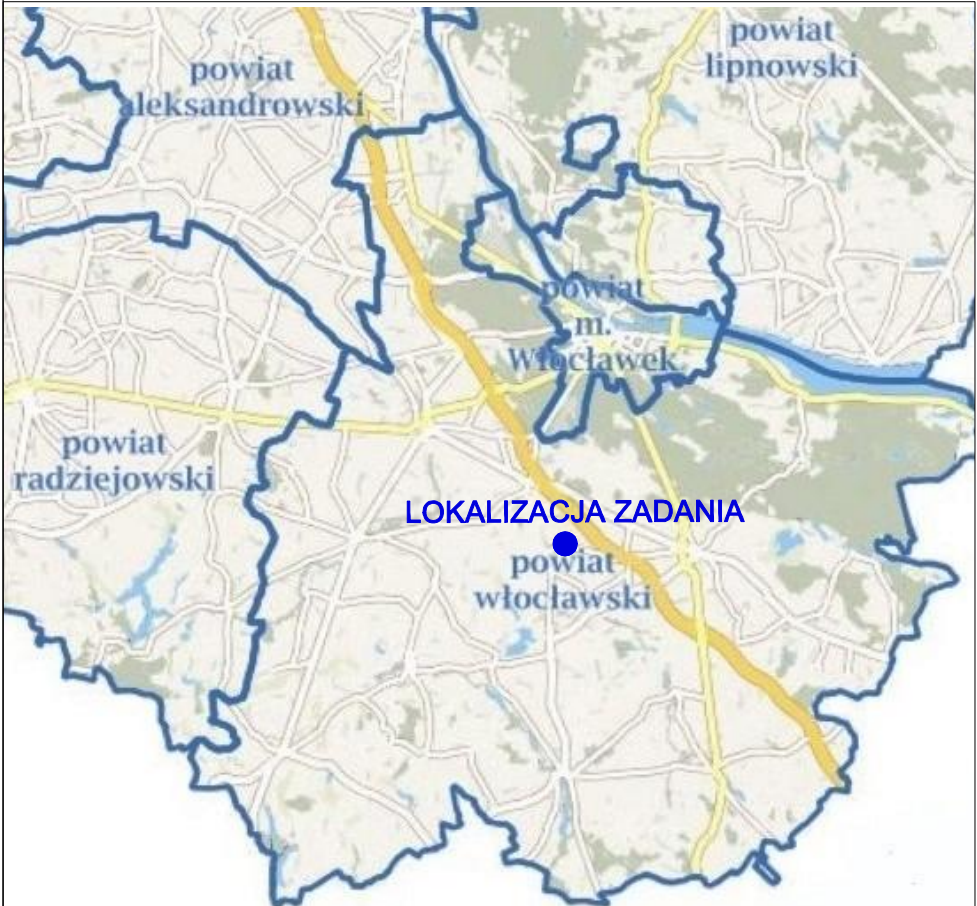 powiat
lipnowski
powiat
aleksandrowski
powiat
m.
Włocławek
powiat
radziejowski
LOKALIZACJA ZADANIA
powiat
włocławski